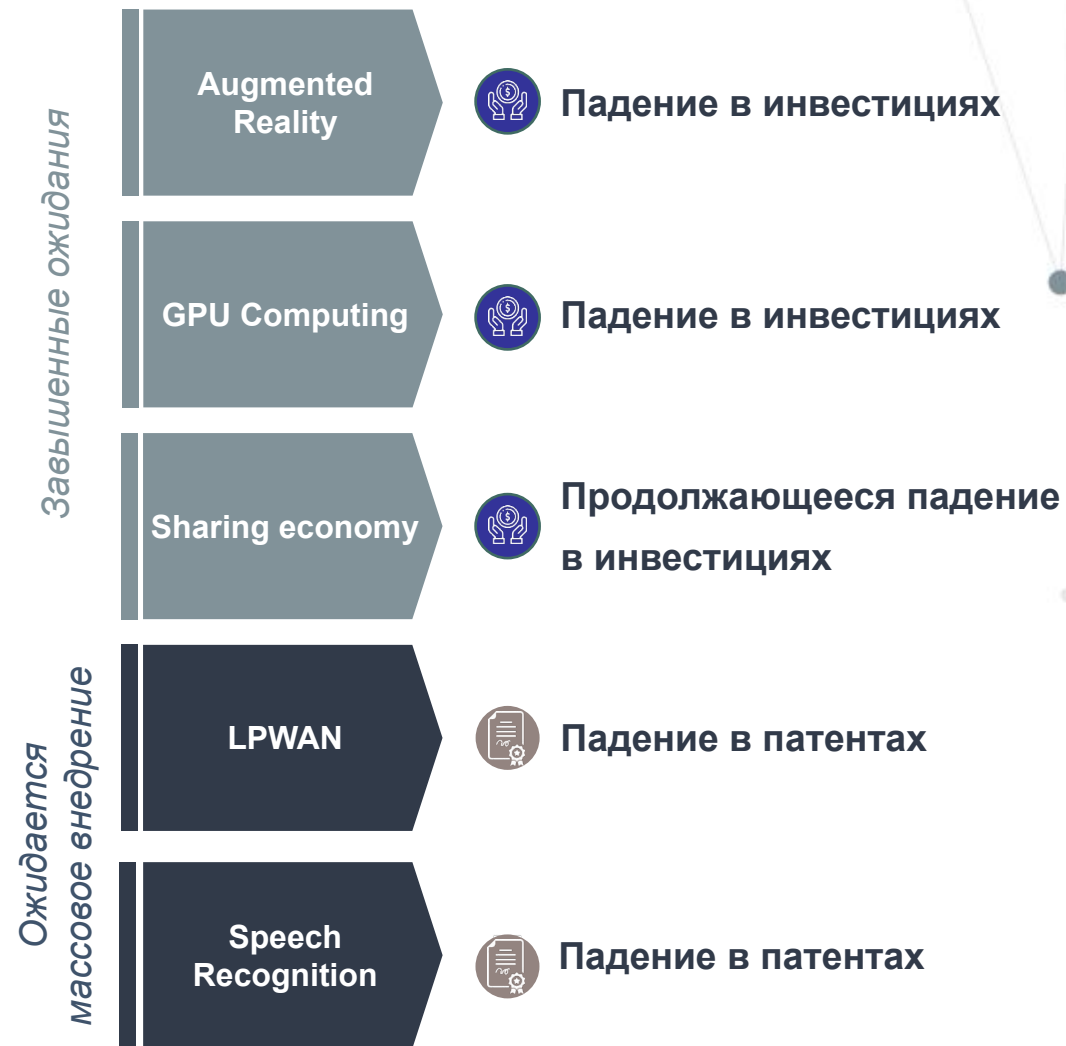 Завышенные ожидания
Augmented
Reality
Падение в инвестициях
GPU Computing
Падение в инвестициях
Sharing economy
Продолжающееся падение
в инвестициях
Ожидается
массовое внедрение
LPWAN
Падение в патентах
Speech
Recognition
Падение в патентах